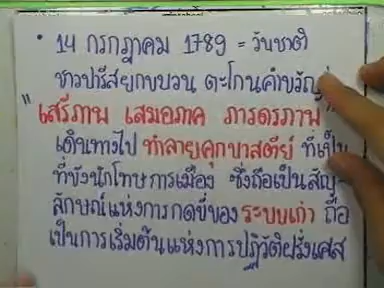 • 14 กรกฎาคม 1789 = วันชาติ
ชาวปารีสยกขบวน ตะโกนคำขวัญ
"เสรีภาพ เสมอภาค ภารดรภาพ"
เดินทางไป ทำลายคุกบาสตีย์ ที่เป็น
ที่ขังนักโทษการเมือง ซึ่งถือเป็นสัญ-
ลักษณ์แห่งการกดขี่ของ ระบบเก่า ถือ
เป็นการเริ่มต้นแห่งการปฏิวัติฝรั่งเศส